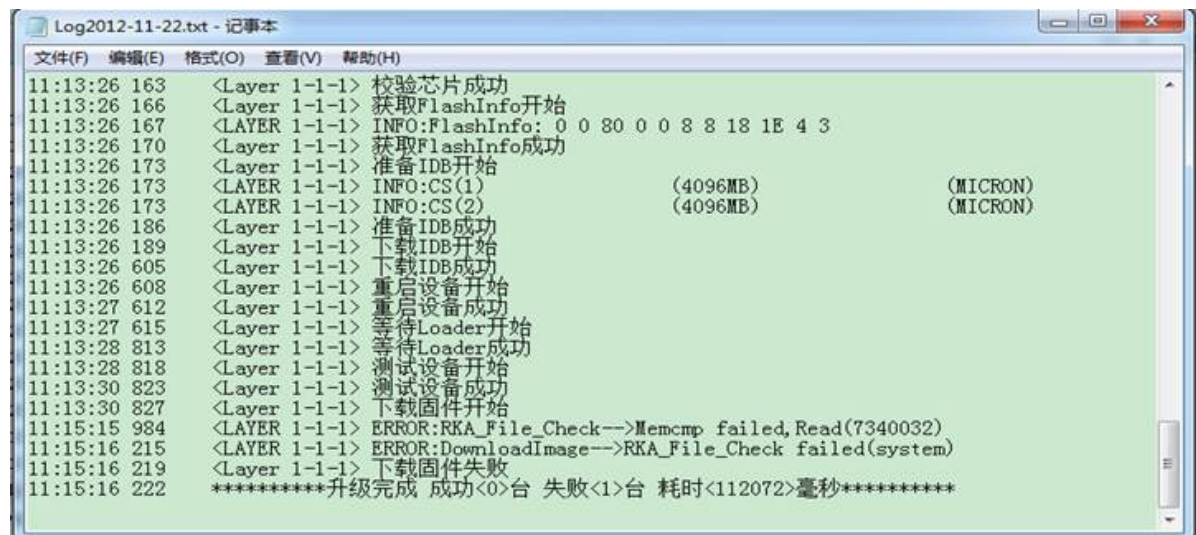 Log2012-11-22.txt - 记事本
文件(F) 编辑(E) 格式(O) 查看(V) 帮助(H)
11:13:26 163 <Layer 1-1-1> 校验芯片成功
11:13:26 166 <Layer 1-1-1> 获取FlashInfo开始
11:13:26 167 <LAYER 1-1-1> INFO:FlashInfo: 0 0 80 0 0 8 8 18 1E 4 3
11:13:26 170 <Layer 1-1-1> 获取FlashInfo成功
11:13:26 173 <Layer 1-1-1> 准备IDB开始
11:13:26 173 <LAYER 1-1-1> INFO:CS(1) (4096MB) (MICRON)
11:13:26 173 <LAYER 1-1-1> INFO:CS(2) (4096MB) (MICRON)
11:13:26 186 <Layer 1-1-1> 准备IDB成功
11:13:26 189 <Layer 1-1-1> 下载IDB开始
11:13:26 605 <Layer 1-1-1> 下载IDB成功
11:13:26 608 <Layer 1-1-1> 重启设备开始
11:13:27 612 <Layer 1-1-1> 重启设备成功
11:13:27 615 <Layer 1-1-1> 等待Loader开始
11:13:28 813 <Layer 1-1-1> 等待Loader成功
11:13:28 818 <Layer 1-1-1> 测试设备开始
11:13:30 823 <Layer 1-1-1> 测试设备成功
11:13:30 827 <Layer 1-1-1> 下载固件开始
11:15:15 984 <LAYER 1-1-1> ERROR:RKA_File_Check-->Memcmp failed,Read(7340032)
11:15:16 215 <LAYER 1-1-1> ERROR:DownloadImage-->RKA_File_Check failed(system)
11:15:16 219 <Layer 1-1-1> 下载固件失败
11:15:16 222 **********升级完成 成功<0>台 失败<1>台 耗时<112072>毫秒**********